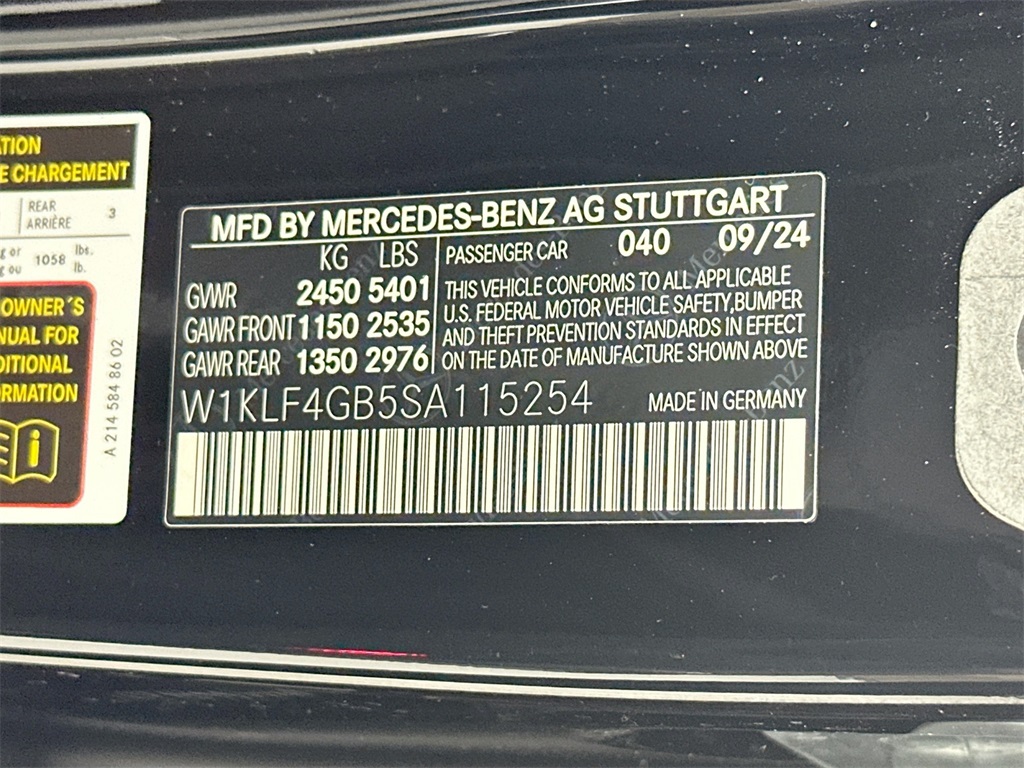 TION
E CHARGEMENT
REAR
ARRIÈRE
3
g or
g ou
1058
lbs.
lb.
OWNER´S
NUAL FOR
DITIONAL
ORMATION
A 214 584 86 02
MFD BY MERCEDES-BENZ AG STUTTGART
KG LBS
GVWR 2450 5401
GAWR FRONT 1150 2535
GAWR REAR 1350 2976
PASSENGER CAR 040 09/24
THIS VEHICLE CONFORMS TO ALL APPLICABLE
U.S. FEDERAL MOTOR VEHICLE SAFETY,BUMPER
AND THEFT PREVENTION STANDARDS IN EFFECT
ON THE DATE OF MANUFACTURE SHOWN ABOVE
W1KLF4GB5SA115254
MADE IN GERMANY